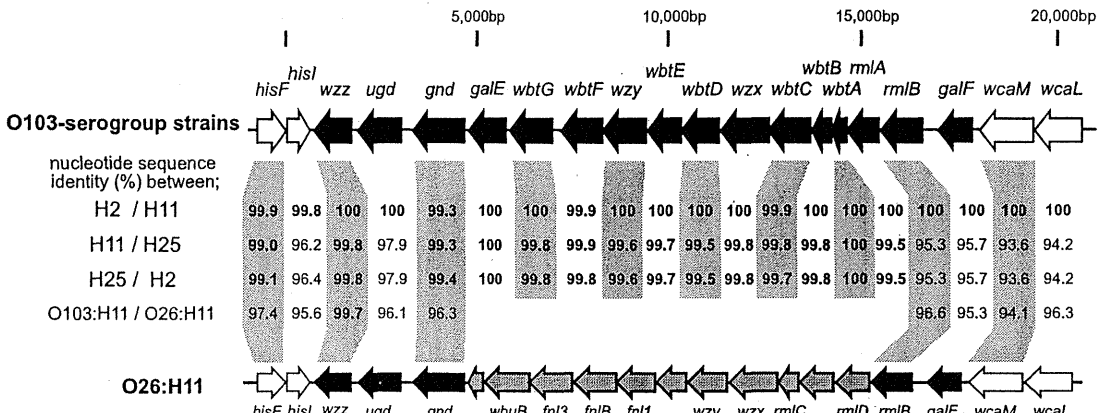 5,000bp 10,000bp 15,000bp 20,000bp
hisF hisI wzz ugd gnd galE wbtG wbtF wzy wbtE wbtD wzx wbtC wbtB wbtA rmlA rmlB galF wcaM wcaL
O103-serogroup strains
nucleotide sequence
identity (%) between;
H2 / H11 99.9 99.8 100 100 99.3 100 100 99.9 100 100 100 100 99.9 100 100 100 100 100 100 100
H11 / H25 99.0 96.2 99.8 97.9 99.3 100 99.8 99.9 99.6 99.7 99.5 99.8 99.8 99.8 100 99.5 95.3 95.7 93.6 94.2
H25 / H2 99.1 96.4 99.8 97.9 99.4 100 99.8 99.8 99.6 99.7 99.5 99.8 99.7 99.8 100 99.5 95.3 95.7 93.6 94.2
O103:H11 / O26:H11 97.4 95.6 99.7 96.1 96.3 96.6 95.3 94.1 96.3
O26:H11
hisF hisI wzz ugd gnd wbuB fnl3 fnlB fnl1 wzy wzx rmlC rmlD rmlB galF wcaM wcaL